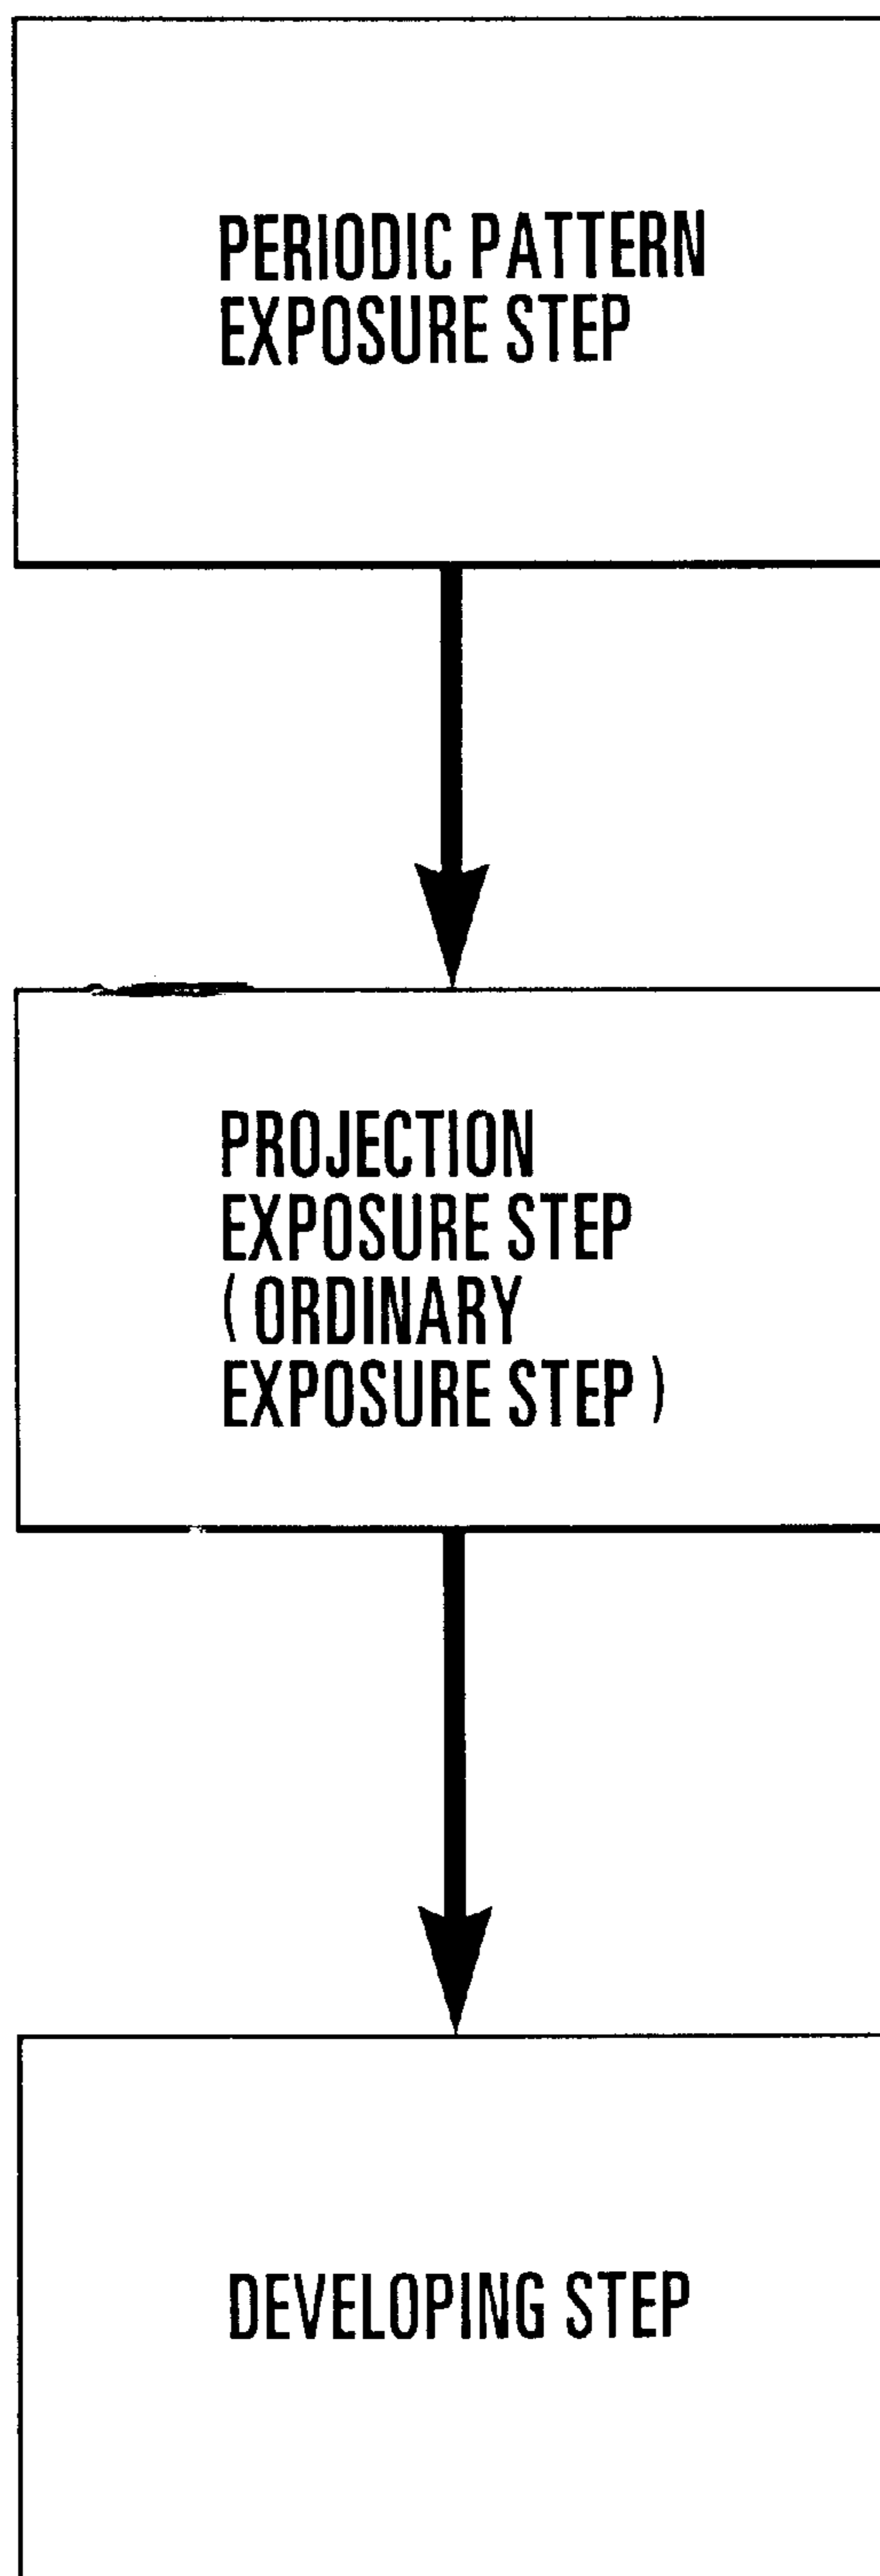 PERIODIC PATTERN
EXPOSURE STEP
PROJECTION
EXPOSURE STEP
( ORDINARY
EXPOSURE STEP )
DEVELOPING STEP